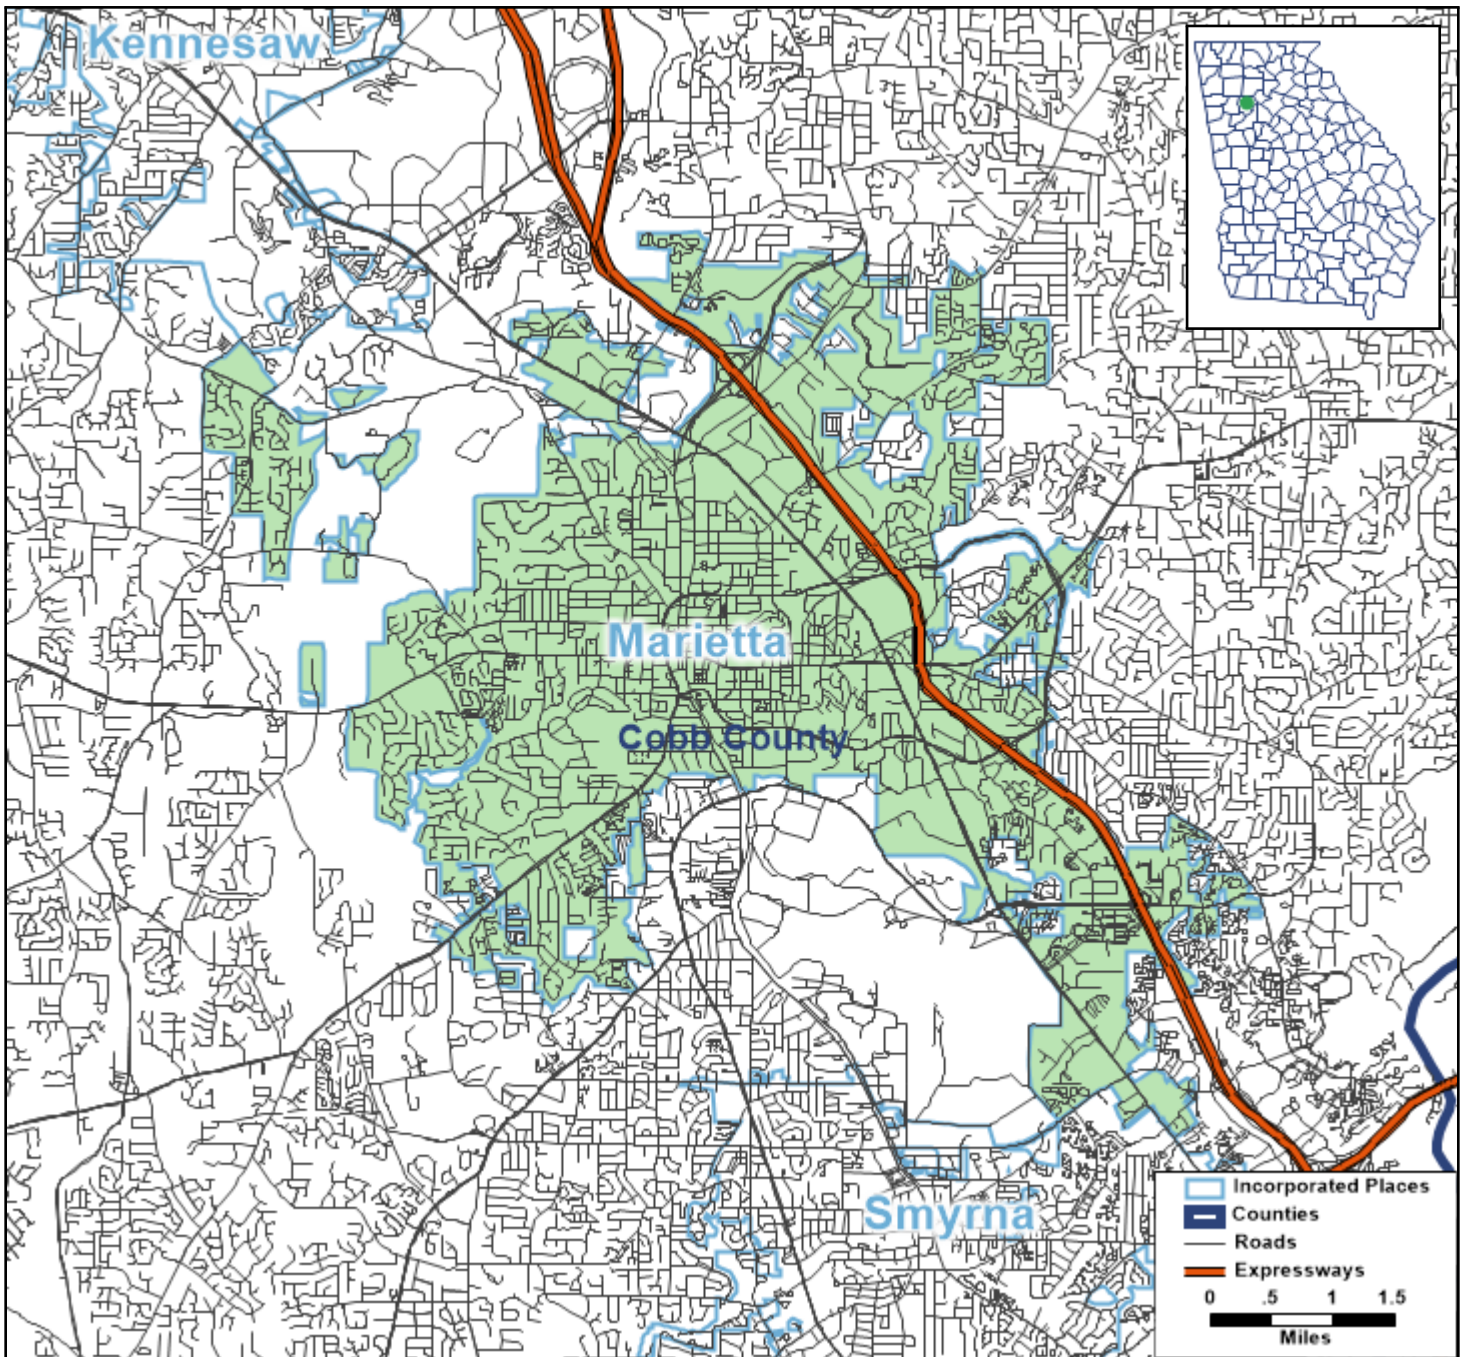 Kennesaw
Marietta
Cobb County
Smyrna
Incorporated Places
Counties
Roads
Expressways
0 .5 1 1.5
Miles